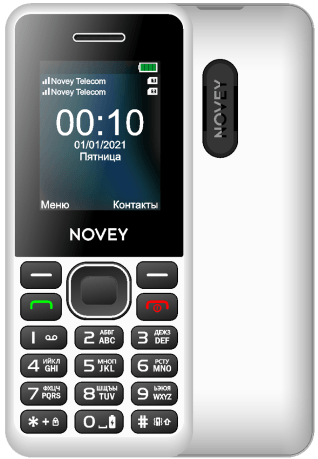 Novey Telecom
Novey Telecom
00:10
01/01/2021
Пятница
Меню Контакты
NOVEY
NOVEY
1 2 АБВГ ABC 3 ДЕЖЗ DEF
4 ИЙКЛ GHI 5 МНОП JKL 6 РСТУ MNO
7 ФХЦЧ PQRS 8 ШЩЪЫ TUV 9 ЬЭЮЯ WXYZ
* + 0 #